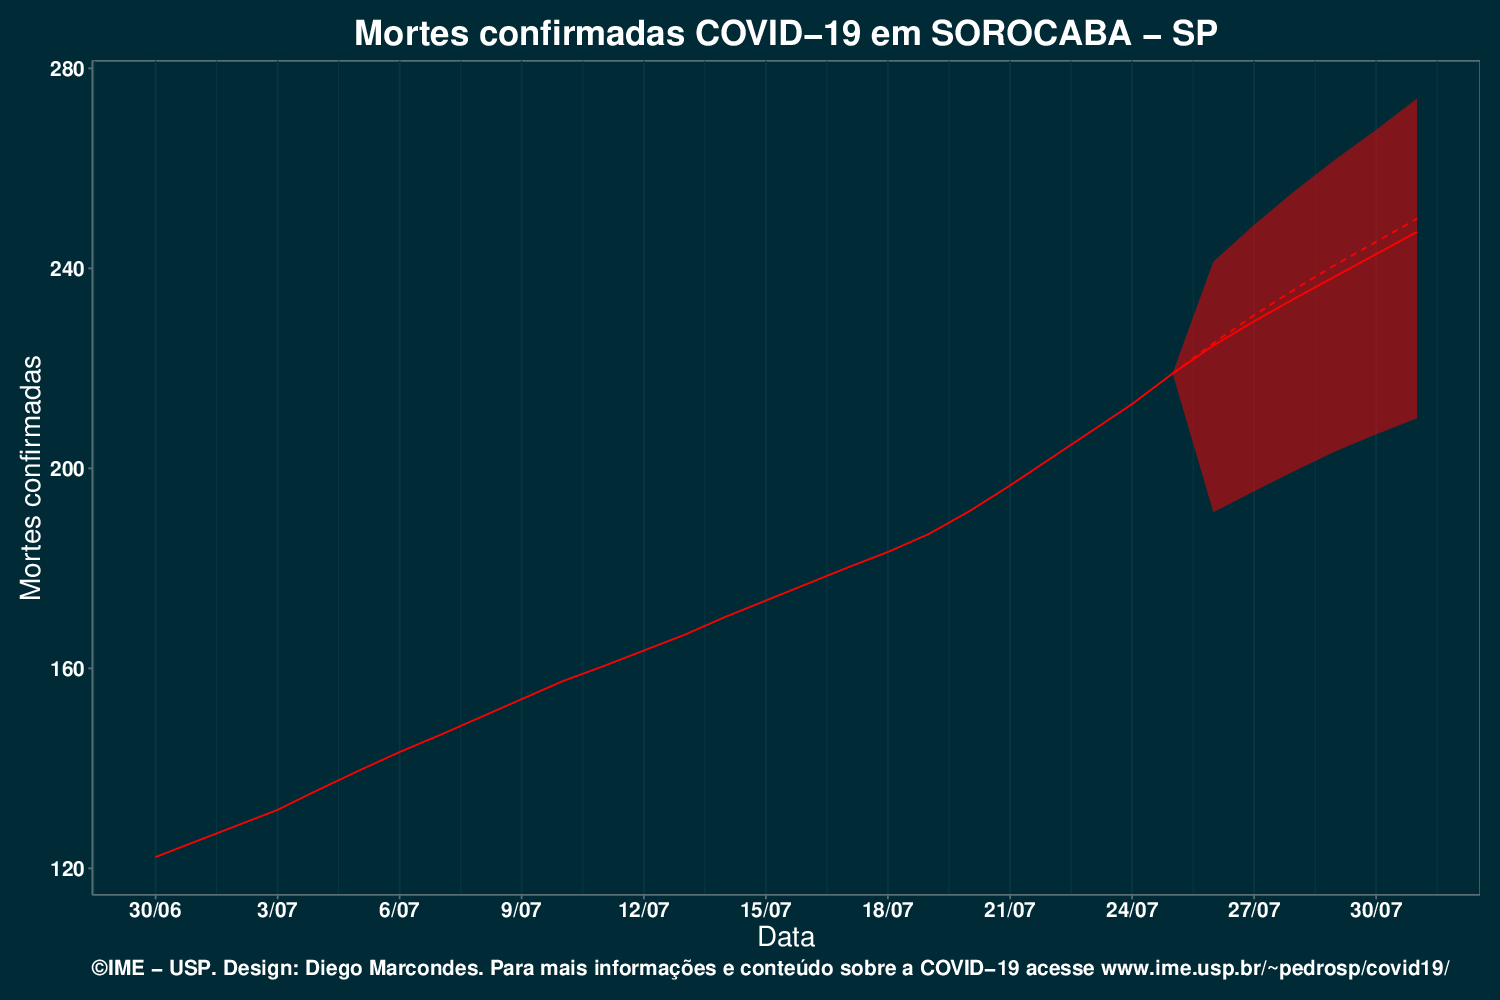 Mortes confirmadas COVID−19 em SOROCABA − SP
280
240
200
160
120
Mortes confirmadas
30/06 3/07 6/07 9/07 12/07 15/07 18/07 21/07 24/07 27/07 30/07
Data
©IME − USP. Design: Diego Marcondes. Para mais informações e conteúdo sobre a COVID−19 acesse www.ime.usp.br/~pedrosp/covid19/